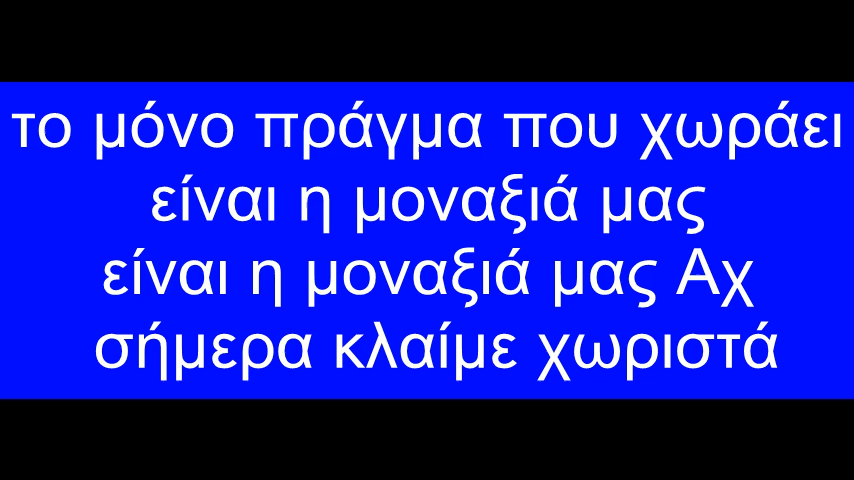 το μόνο πράγμα που χωράει
είναι η μοναξιά μας
είναι η μοναξιά μας Αχ
σήμερα κλαίμε χωριστά